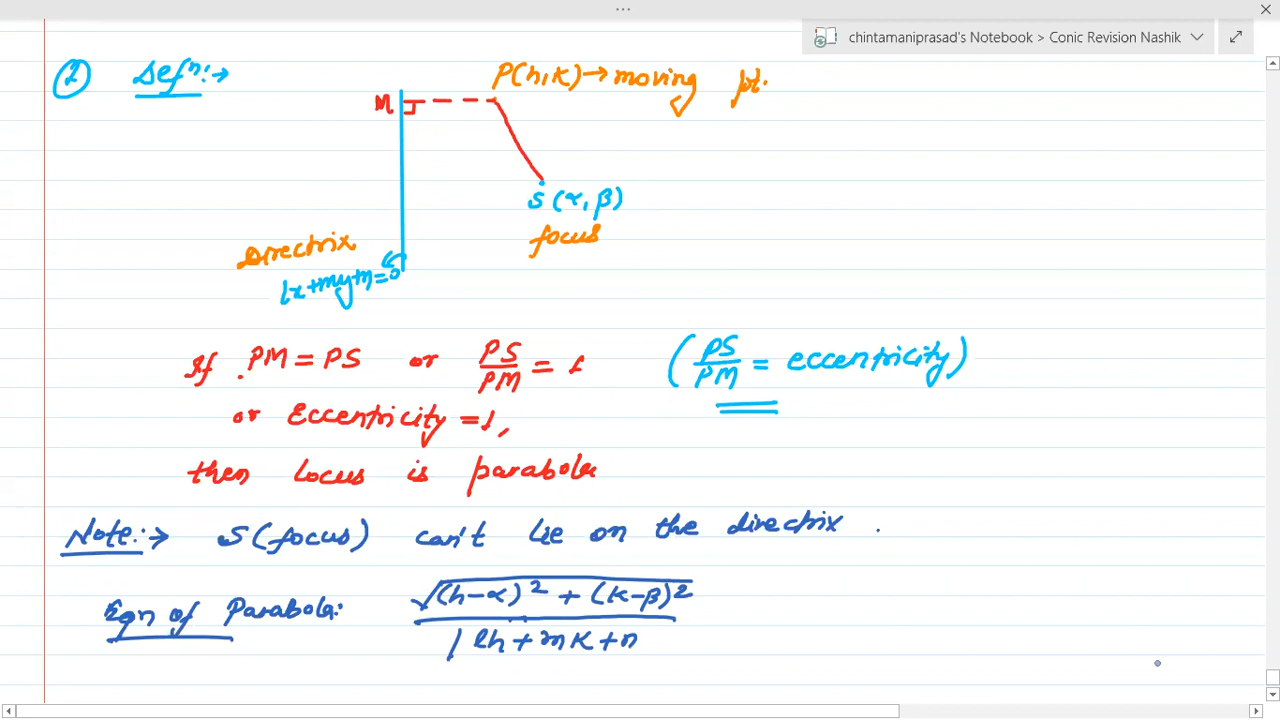 chintamaniprasad's Notebook > Conic Revision Nashik
① Defⁿ:→
P(h,k)→moving pt.
M
S(α, β)
focus
Directrix
lx+my+n=0
If PM = PS or PS/PM = 1 (PS/PM = eccentricity)
or Eccentricity = 1,
then Locus is parabola
Note:→ S(focus) can't lie on the directrix .
Eqn of Parabola: √(h-α)² + (k-β)² / |lh+mk+n